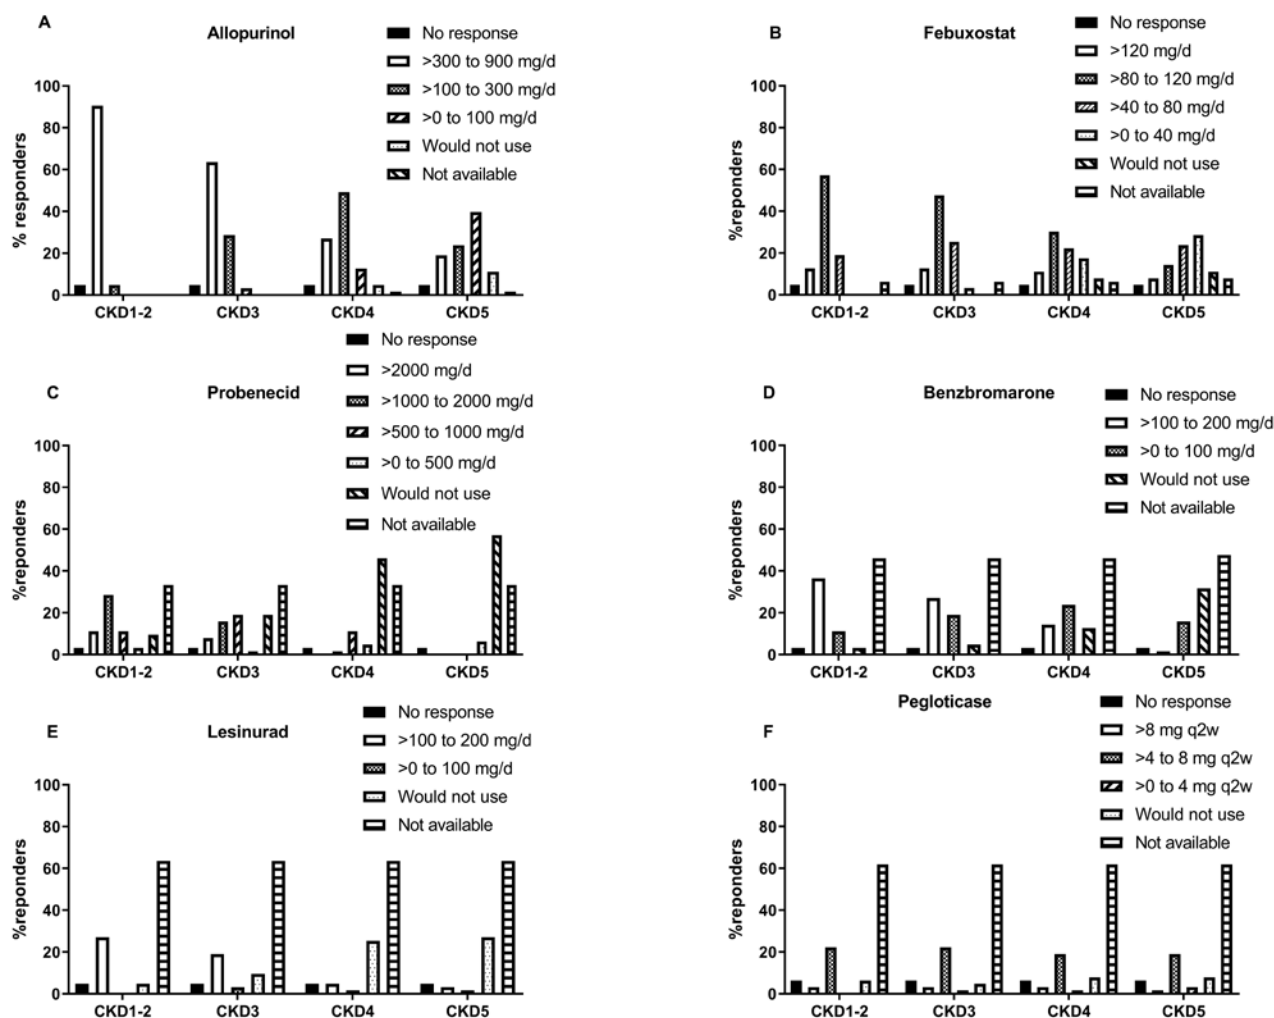 A
Allopurinol
No response
>300 to 900 mg/d
>100 to 300 mg/d
>0 to 100 mg/d
Would not use
Not available
% responders
100
80
60
40
20
0
CKD1-2 CKD3 CKD4 CKD5
B
Febuxostat
No response
>120 mg/d
>80 to 120 mg/d
>40 to 80 mg/d
>0 to 40 mg/d
Would not use
Not available
%reponders
100
80
60
40
20
0
CKD1-2 CKD3 CKD4 CKD5
C
Probenecid
No response
>2000 mg/d
>1000 to 2000 mg/d
>500 to 1000 mg/d
>0 to 500 mg/d
Would not use
Not available
%reponders
100
80
60
40
20
0
CKD1-2 CKD3 CKD4 CKD5
D
Benzbromarone
No response
>100 to 200 mg/d
>0 to 100 mg/d
Would not use
Not available
%reponders
100
80
60
40
20
0
CKD1-2 CKD3 CKD4 CKD5
E
Lesinurad
No response
>100 to 200 mg/d
>0 to 100 mg/d
Would not use
Not available
%reponders
100
80
60
40
20
0
CKD1-2 CKD3 CKD4 CKD5
F
Pegloticase
No response
>8 mg q2w
>4 to 8 mg q2w
>0 to 4 mg q2w
Would not use
Not available
%reponders
100
80
60
40
20
0
CKD1-2 CKD3 CKD4 CKD5